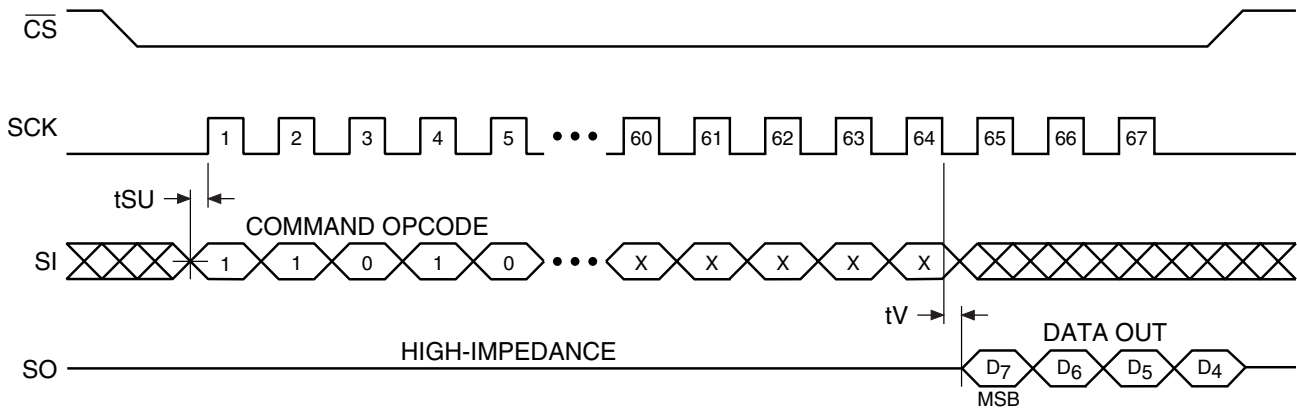 CS
SCK 1 2 3 4 5 ••• 60 61 62 63 64 65 66 67
tSU
COMMAND OPCODE
SI 1 1 0 1 0 ••• X X X X X
tV
HIGH-IMPEDANCE
DATA OUT
SO D7 D6 D5 D4
MSB